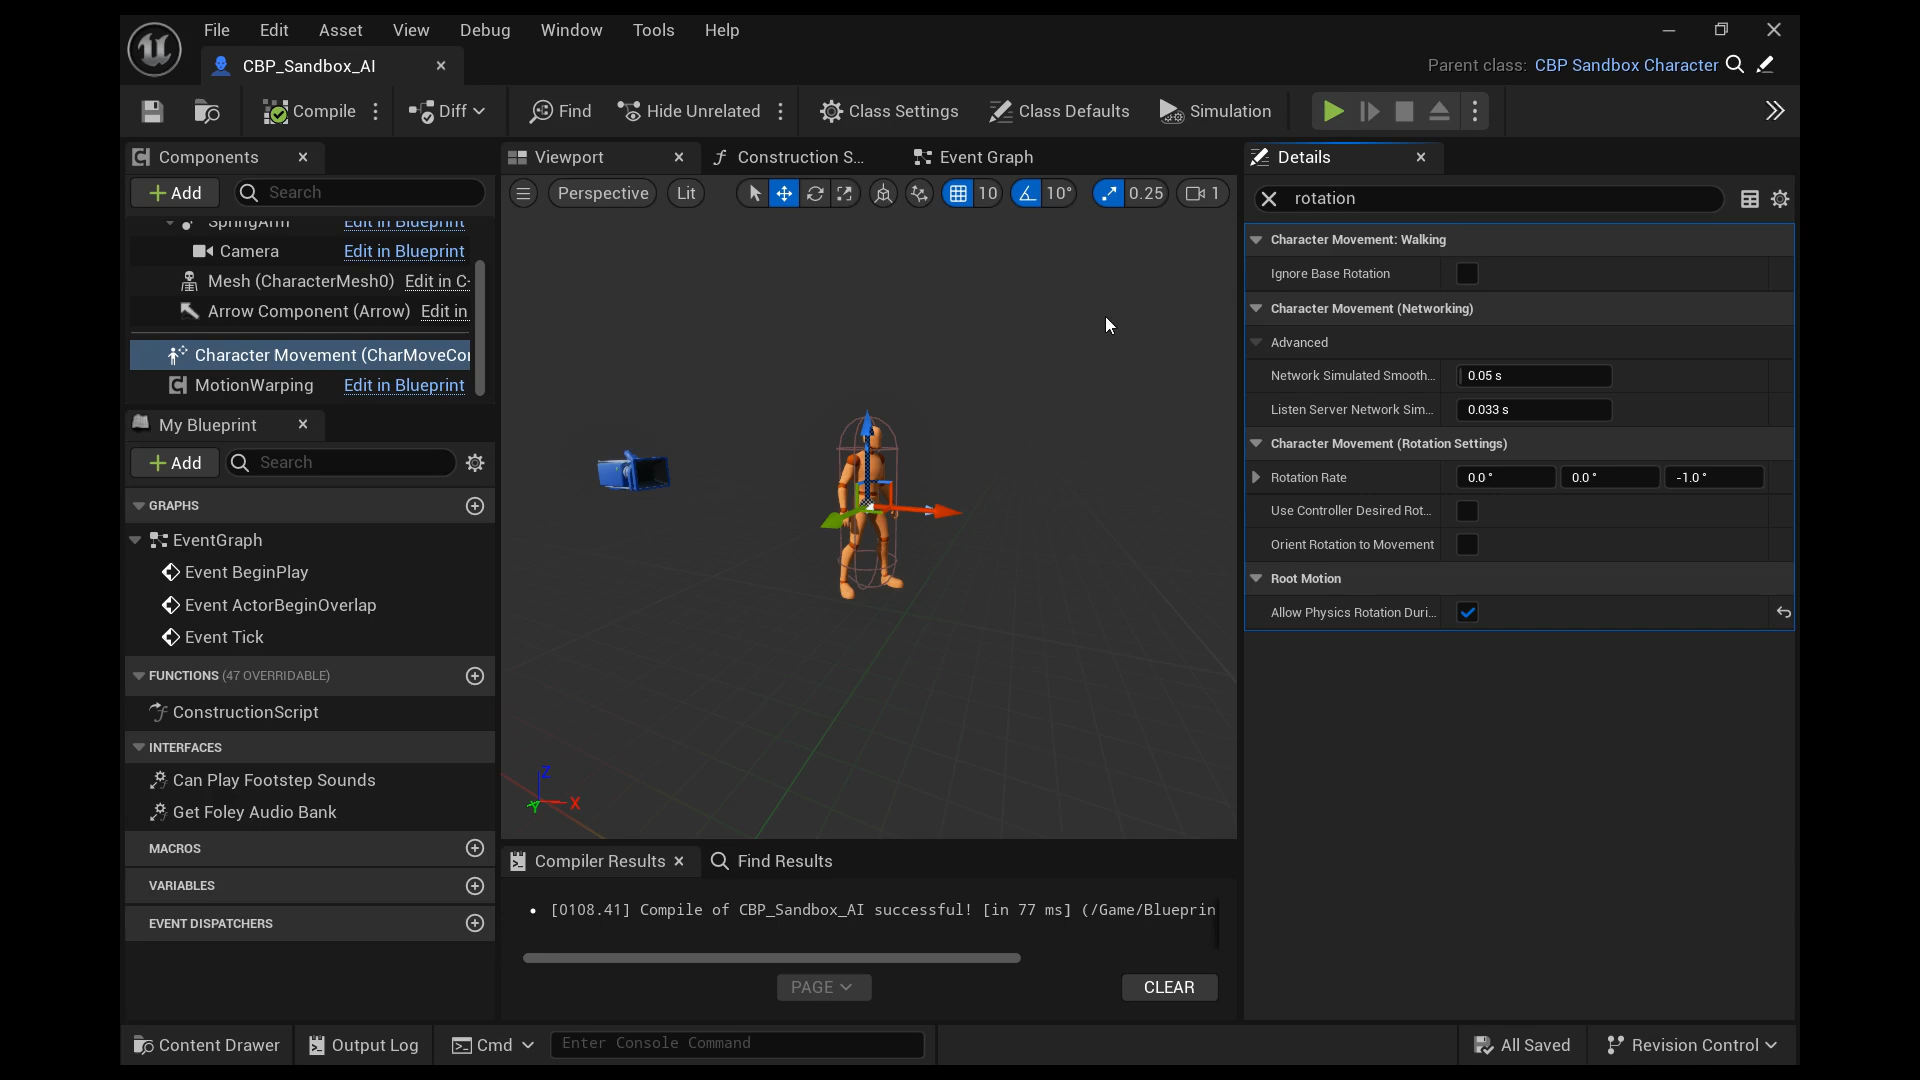 File Edit Asset View Debug Window Tools Help
CBP_Sandbox_AI
Parent class: CBP Sandbox Character
Compile Diff Find Hide Unrelated Class Settings Class Defaults Simulation
Components
Add Search
SpringArm Edit in Blueprint
Camera Edit in Blueprint
Mesh (CharacterMesh0) Edit in C-
Arrow Component (Arrow) Edit in
Character Movement (CharMoveCo
MotionWarping Edit in Blueprint
My Blueprint
Add Search
GRAPHS
EventGraph
Event BeginPlay
Event ActorBeginOverlap
Event Tick
FUNCTIONS (47 OVERRIDABLE)
ConstructionScript
INTERFACES
Can Play Footstep Sounds
Get Foley Audio Bank
MACROS
VARIABLES
EVENT DISPATCHERS
Viewport Construction S... Event Graph
Perspective Lit 10 10° 0.25 1
Z
X
Y
Compiler Results Find Results
[0108.41] Compile of CBP_Sandbox_AI successful! [in 77 ms] (/Game/Blueprin
PAGE CLEAR
Details
rotation
Character Movement: Walking
Ignore Base Rotation
Character Movement (Networking)
Advanced
Network Simulated Smooth... 0.05 s
Listen Server Network Sim... 0.033 s
Character Movement (Rotation Settings)
Rotation Rate 0.0 ° 0.0 ° -1.0 °
Use Controller Desired Rot...
Orient Rotation to Movement
Root Motion
Allow Physics Rotation Duri...
Content Drawer Output Log Cmd Enter Console Command All Saved Revision Control